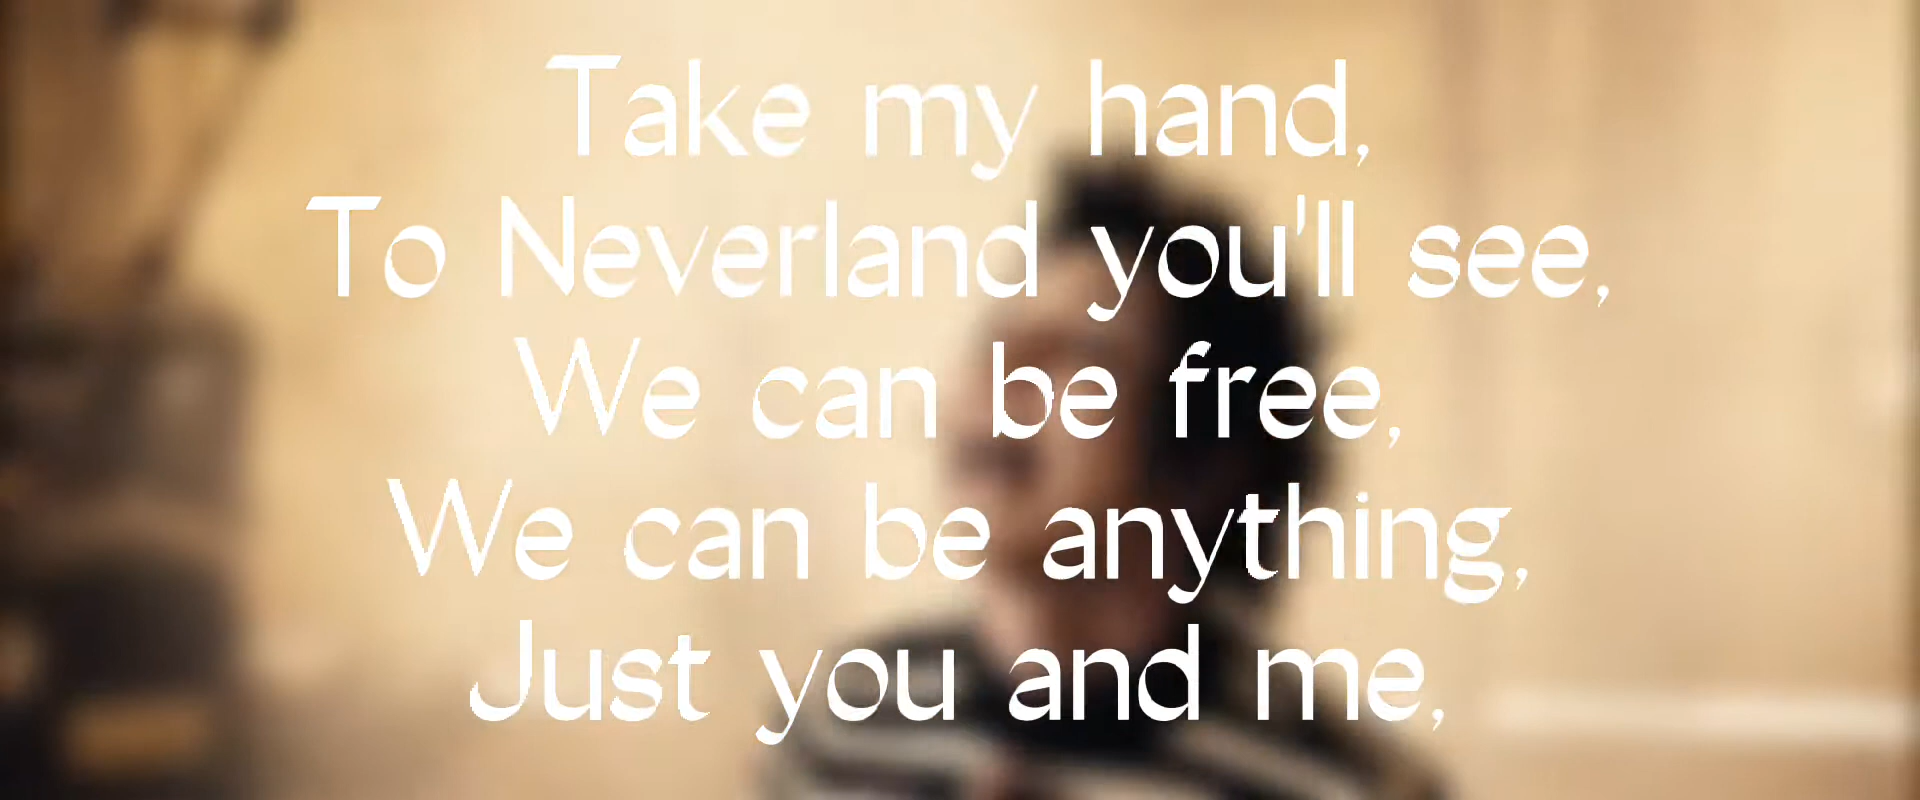 Take my hand,
To Neverland you'll see,
We can be free,
We can be anything,
Just you and me,